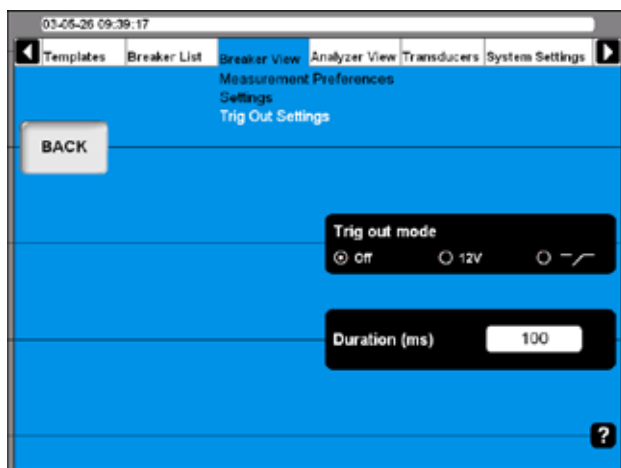 03-05-26 09:39:17
Templates Breaker List Breaker View Analyzer View Transducers System Settings
Measurement Preferences
Settings
Trig Out Settings
BACK
Trig out mode
Off 12V
Duration (ms) 100
?